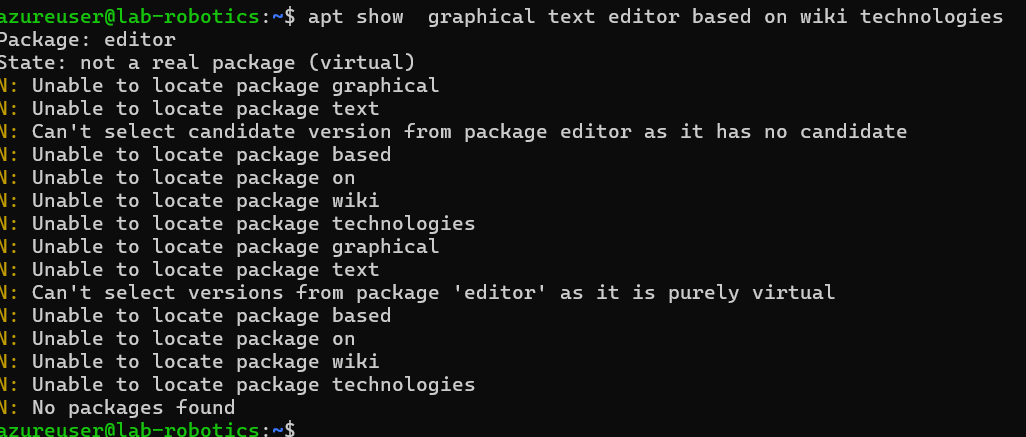 azureuser@lab-robotics:~$ apt show  graphical text editor based on wiki technologies
Package: editor
State: not a real package (virtual)
N: Unable to locate package graphical
N: Unable to locate package text
N: Can't select candidate version from package editor as it has no candidate
N: Unable to locate package based
N: Unable to locate package on
N: Unable to locate package wiki
N: Unable to locate package technologies
N: Unable to locate package graphical
N: Unable to locate package text
N: Can't select versions from package 'editor' as it is purely virtual
N: Unable to locate package based
N: Unable to locate package on
N: Unable to locate package wiki
N: Unable to locate package technologies
N: No packages found
azureuser@lab-robotics:~$